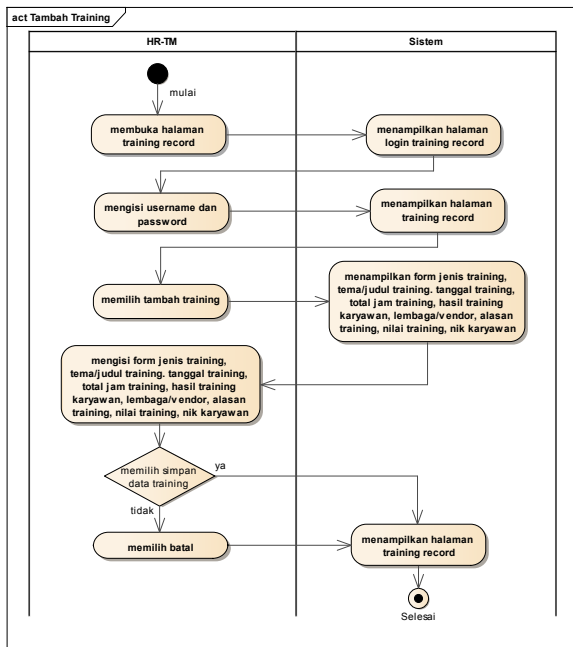 act Tambah Training
HR-TM
Sistem
mulai
membuka halaman
training record
menampilkan halaman
login training record
mengisi username dan
password
menampilkan halaman
training record
memilih tambah training
menampilkan form jenis training,
tema/judul training. tanggal training,
total jam training, hasil training
karyawan, lembaga/vendor, alasan
training, nilai training, nik karyawan
mengisi form jenis training,
tema/judul training. tanggal training,
total jam training, hasil training
karyawan, lembaga/vendor, alasan
training, nilai training, nik karyawan
memilih simpan
data training
ya
tidak
memilih batal
menampilkan halaman
training record
Selesai